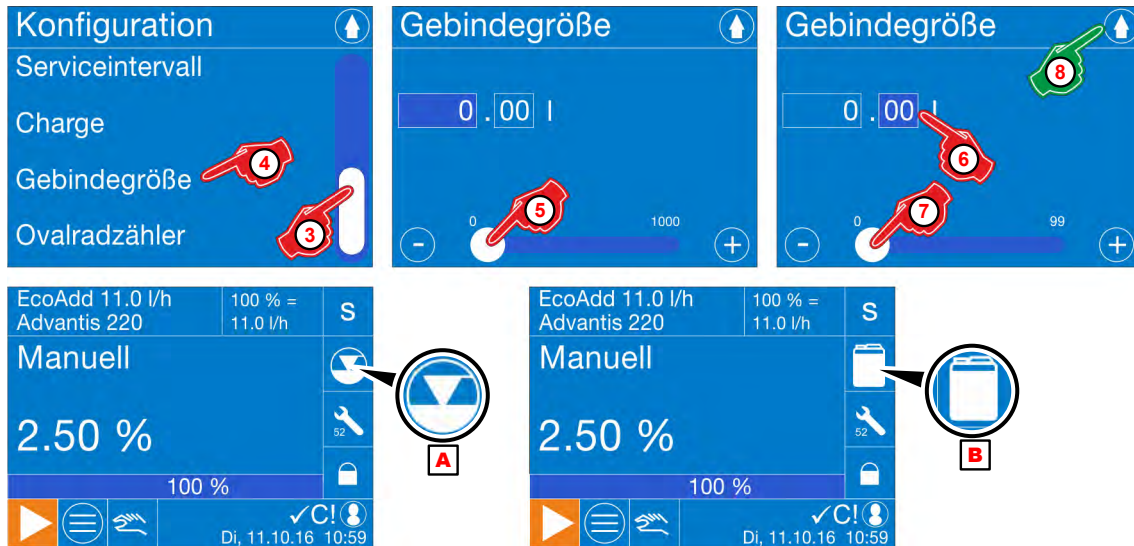 Konfiguration
Serviceintervall
Charge
Gebindegröße
Ovalradzähler
4
3
Gebindegröße
0 . 00 l
5
0 1000
- +
Gebindegröße
8
0 . 00 l
6
7
0 99
- +
EcoAdd 11.0 l/h
Advantis 220
100 % =
11.0 l/h
S
Manuell
2.50 %
52
100 %
✓C!
Di, 11.10.16 10:59
A
EcoAdd 11.0 l/h
Advantis 220
100 % =
11.0 l/h
S
Manuell
2.50 %
52
100 %
✓C!
Di, 11.10.16 10:59
B